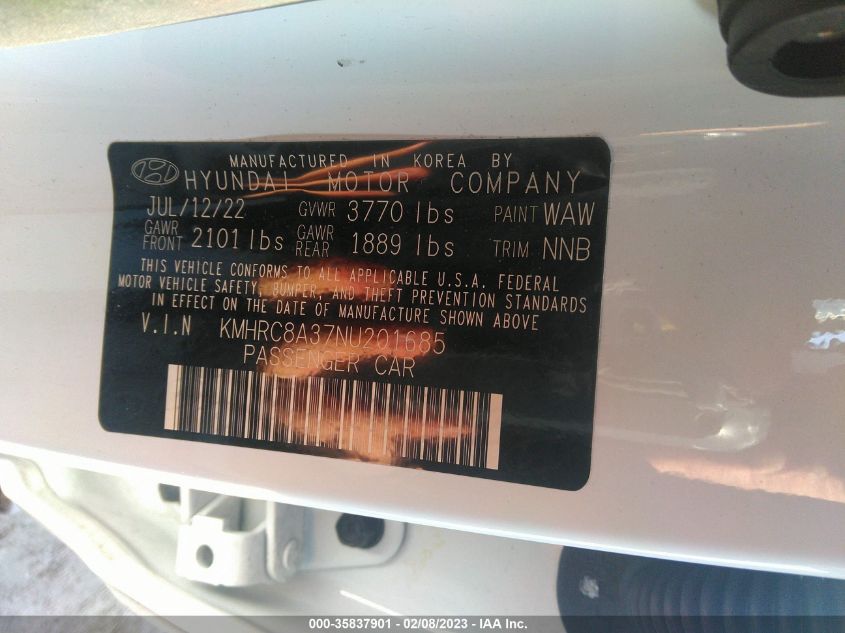 MANUFACTURED IN KOREA BY
HYUNDAI MOTOR COMPANY
JUL/12/22 GVWR 3770 lbs PAINT WAW
GAWR FRONT 2101 lbs GAWR REAR 1889 lbs TRIM NNB
THIS VEHICLE CONFORMS TO ALL APPLICABLE U.S.A. FEDERAL
MOTOR VEHICLE SAFETY, BUMPER, AND THEFT PREVENTION STANDARDS
IN EFFECT ON THE DATE OF MANUFACTURE SHOWN ABOVE
V.I.N KMHRC8A37NU201685
PASSENGER CAR
000-35837901 - 02/08/2023 - IAA Inc.